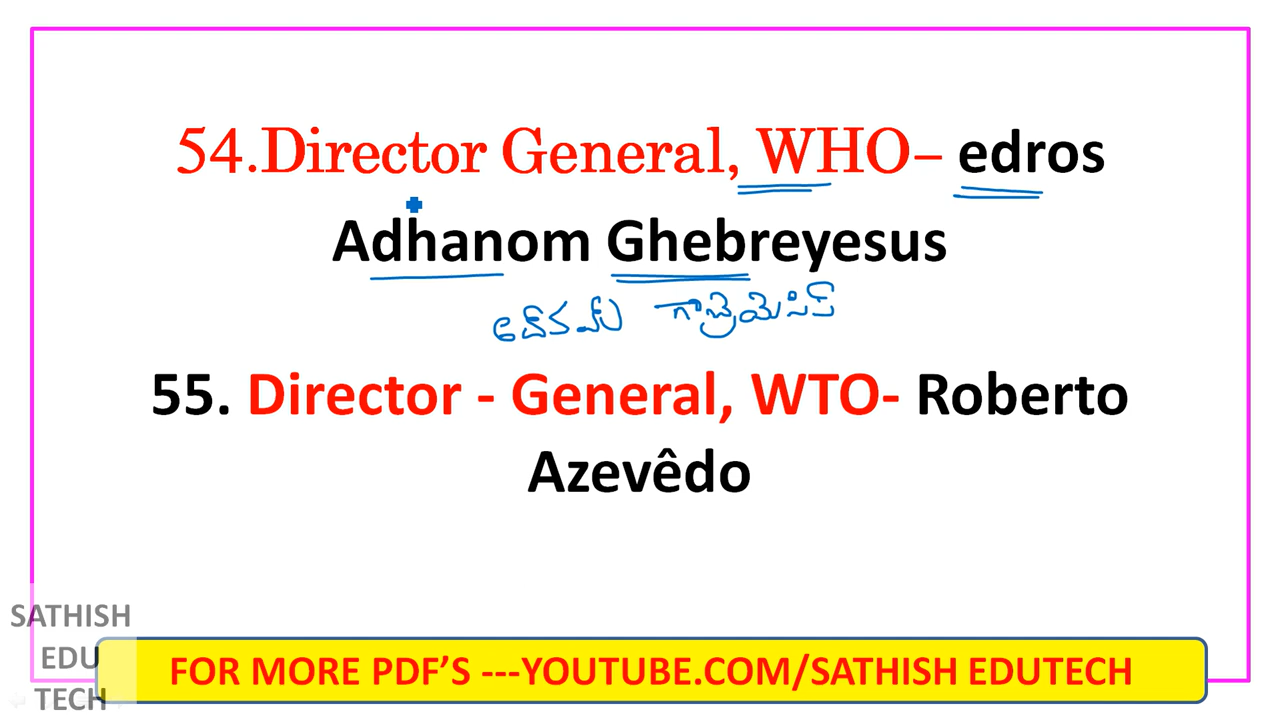 54.Director General, WHO– edros
Adhanom Ghebreyesus
55. Director - General, WTO- Roberto
Azevêdo
SATHISH
EDU
TECH
FOR MORE PDF’S ---YOUTUBE.COM/SATHISH EDUTECH